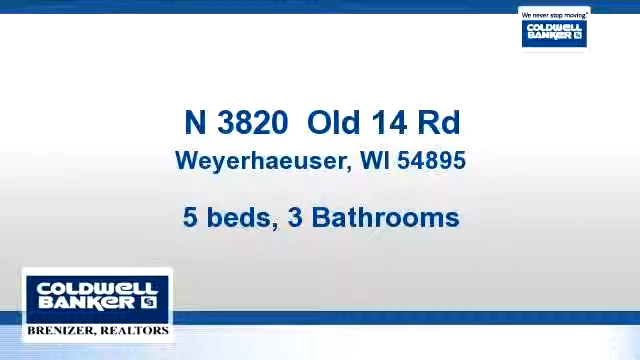 We never stop moving.®
COLDWELL
BANKER
N 3820 Old 14 Rd
Weyerhaeuser, WI 54895
5 beds, 3 Bathrooms
COLDWELL
BANKER
BRENIZER, REALTORS